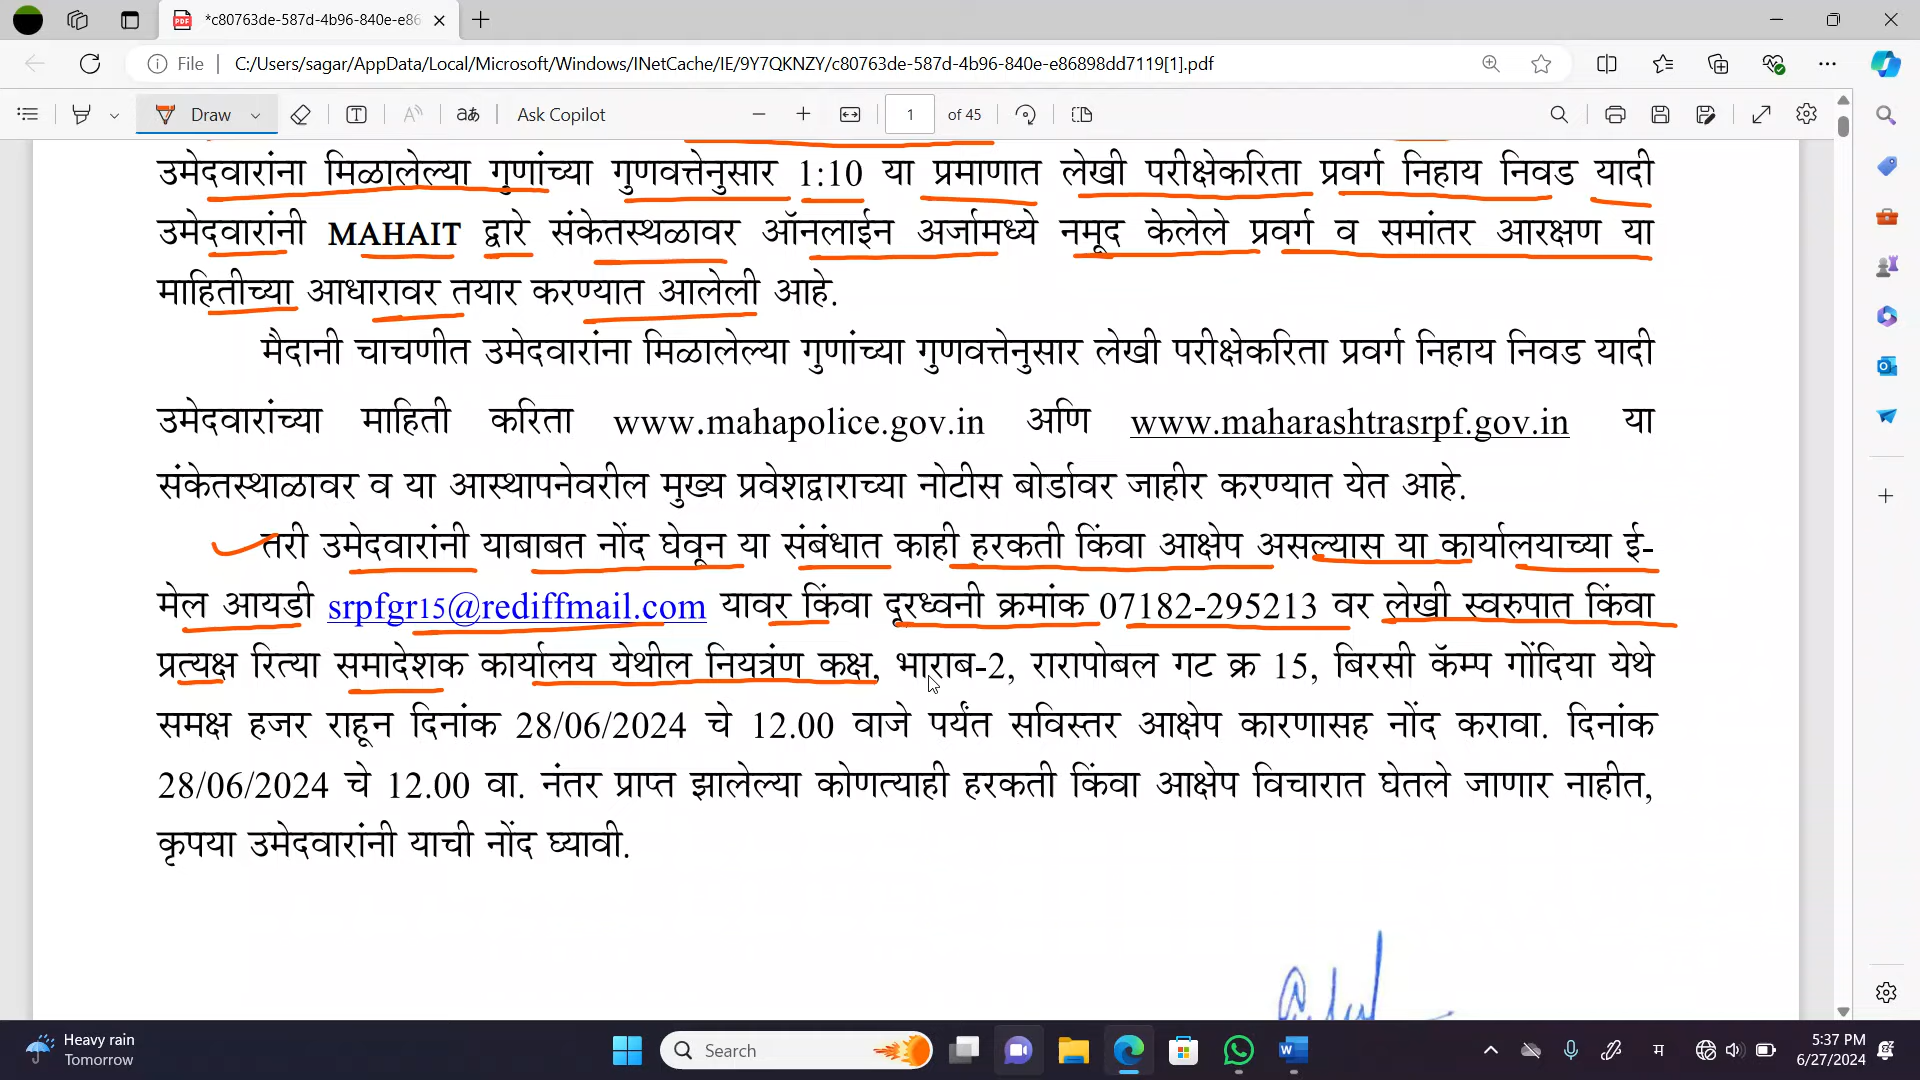 *c80763de-587d-4b96-840e-e86
File
C:/Users/sagar/AppData/Local/Microsoft/Windows/INetCache/IE/9Y7QKNZY/c80763de-587d-4b96-840e-e86898dd7119[1].pdf
Draw
aあ
Ask Copilot
1 of 45
उमेदवारांना मिळालेल्या गुणांच्या गुणवत्तेनुसार 1:10 या प्रमाणात लेखी परीक्षेकरिता प्रवर्ग निहाय निवड यादी
उमेदवारांनी MAHAIT द्वारे संकेतस्थळावर ऑनलाईन अर्जामध्ये नमूद केलेले प्रवर्ग व समांतर आरक्षण या
माहितीच्या आधारावर तयार करण्यात आलेली आहे.
मैदानी चाचणीत उमेदवारांना मिळालेल्या गुणांच्या गुणवत्तेनुसार लेखी परीक्षेकरिता प्रवर्ग निहाय निवड यादी
उमेदवारांच्या माहिती करिता www.mahapolice.gov.in आणि www.maharashtrasrpf.gov.in या
संकेतस्थाळावर व या आस्थापनेवरील मुख्य प्रवेशद्वाराच्या नोटीस बोर्डावर जाहीर करण्यात येत आहे.
तरी उमेदवारांनी याबाबत नोंद घेवून या संबंधात काही हरकती किंवा आक्षेप असल्यास या कार्यालयाच्या ई-
मेल आयडी srpfgr15@rediffmail.com यावर किंवा दूरध्वनी क्रमांक 07182-295213 वर लेखी स्वरुपात किंवा
प्रत्यक्ष रित्या समादेशक कार्यालय येथील नियत्रंण कक्ष, भाराब-2, रारापोबल गट क्र 15, बिरसी कॅम्प गोंदिया येथे
समक्ष हजर राहून दिनांक 28/06/2024 चे 12.00 वाजे पर्यंत सविस्तर आक्षेप कारणासह नोंद करावा. दिनांक
28/06/2024 चे 12.00 वा. नंतर प्राप्त झालेल्या कोणत्याही हरकती किंवा आक्षेप विचारात घेतले जाणार नाहीत,
कृपया उमेदवारांनी याची नोंद घ्यावी.
Heavy rain
Tomorrow
Search
म
5:37 PM
6/27/2024